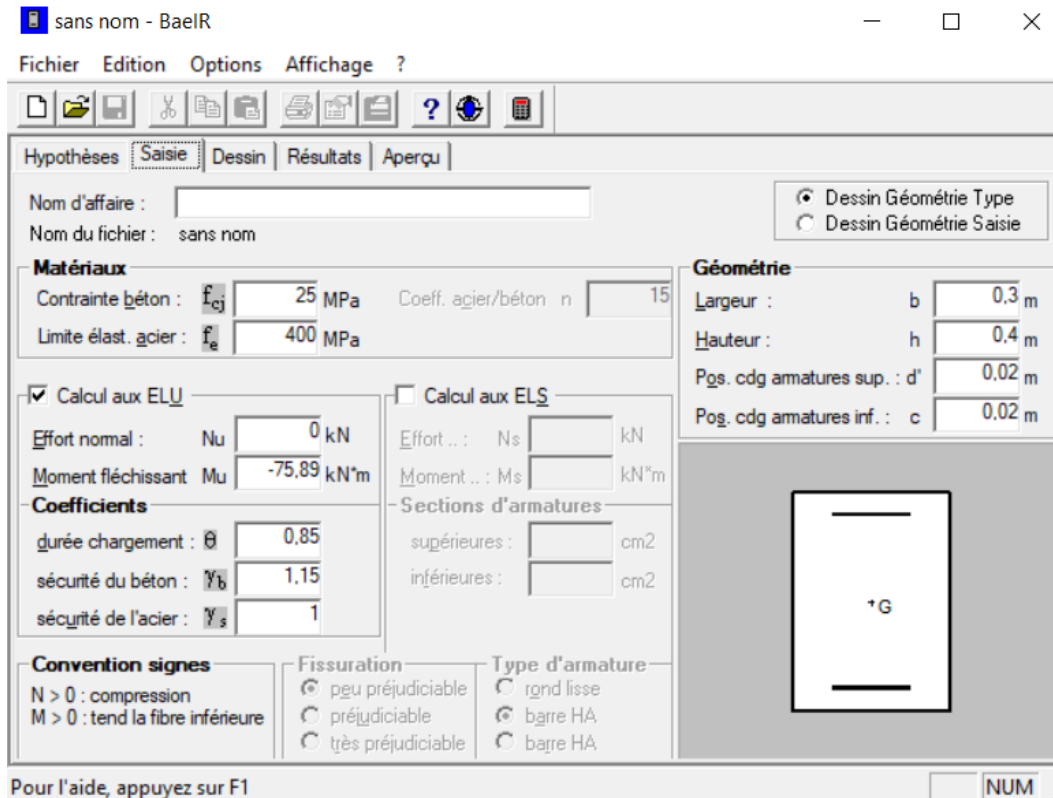 sans nom - BaelR
Fichier Edition Options Affichage ?
Hypothèses Saisie Dessin Résultats Aperçu
Nom d'affaire :
Nom du fichier : sans nom
Dessin Géométrie Type
Dessin Géométrie Saisie
Matériaux
Contrainte béton : fcj 25 MPa Coeff. acier/béton n 15
Limite élast. acier : fe 400 MPa
Géométrie
Largeur : b 0,3 m
Hauteur : h 0,4 m
Pos. cdg armatures sup. : d' 0,02 m
Pos. cdg armatures inf. : c 0,02 m
Calcul aux ELU
Effort normal : Nu 0 kN
Moment fléchissant Mu -75,89 kN*m
Coefficients
durée chargement : θ 0,85
sécurité du béton : γb 1,15
sécurité de l'acier : γs 1
Calcul aux ELS
Effort .. : Ns kN
Moment .. : Ms kN*m
Sections d'armatures
supérieures : cm2
inférieures : cm2
Convention signes
N > 0 : compression
M > 0 : tend la fibre inférieure
Fissuration
peu préjudiciable
préjudiciable
très préjudiciable
Type d'armature
rond lisse
barre HA
barre HA
+G
Pour l'aide, appuyez sur F1 NUM